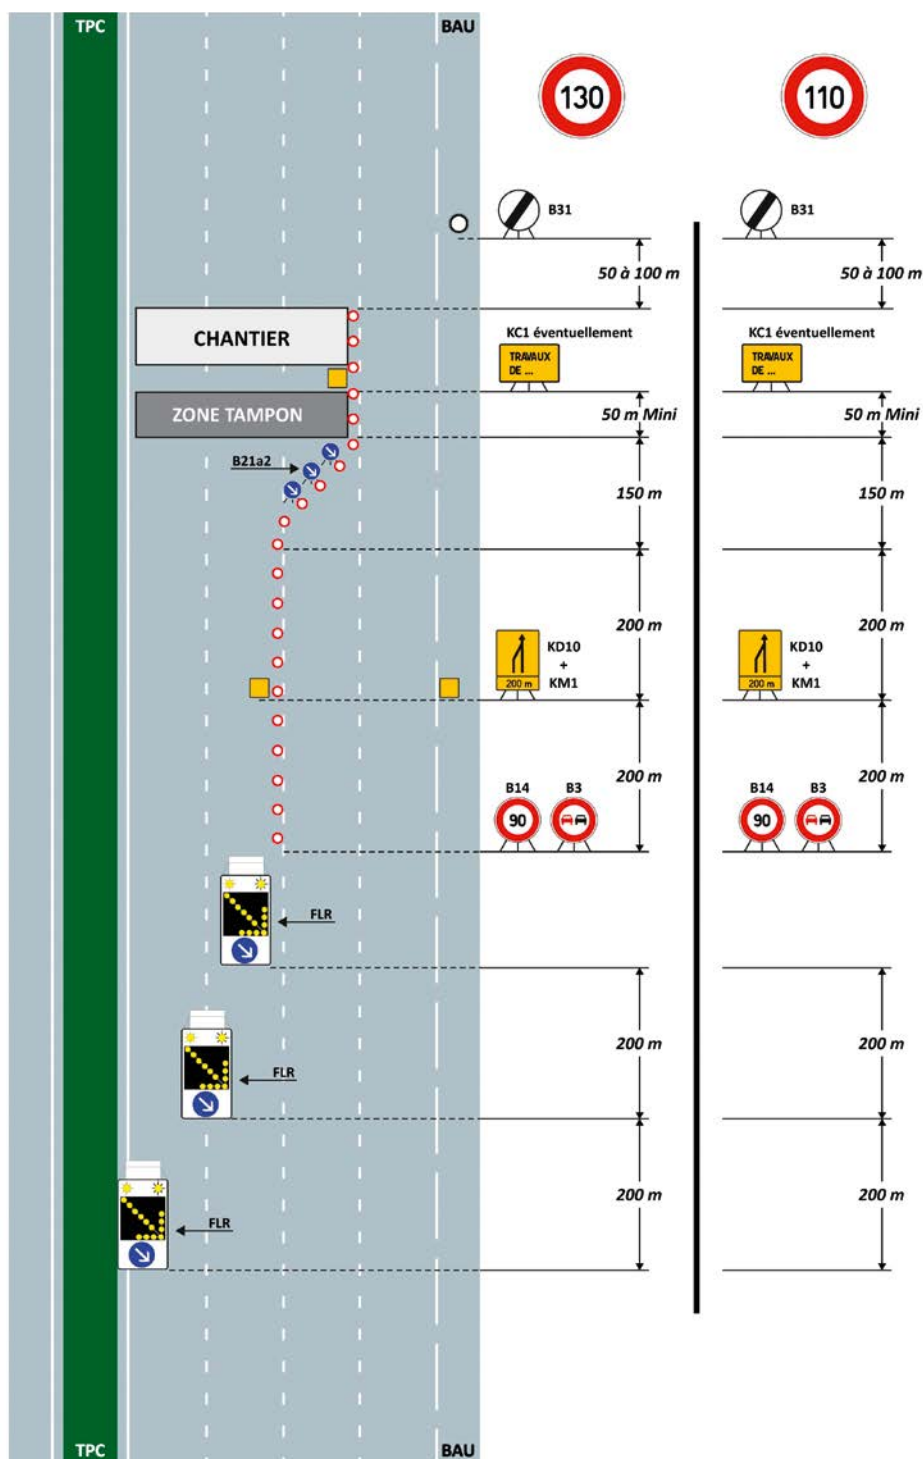 TPC
BAU
130
110
B31
B31
50 à 100 m
50 à 100 m
CHANTIER
KC1 éventuellement
KC1 éventuellement
TRAVAUX
DE ...
TRAVAUX
DE ...
ZONE TAMPON
50 m Mini
50 m Mini
B21a2
150 m
150 m
200 m
200 m
KD10
+
KM1
200 m
KD10
+
KM1
200 m
200 m
200 m
B14
B3
90
B14
B3
90
FLR
200 m
200 m
FLR
200 m
200 m
FLR
TPC
BAU